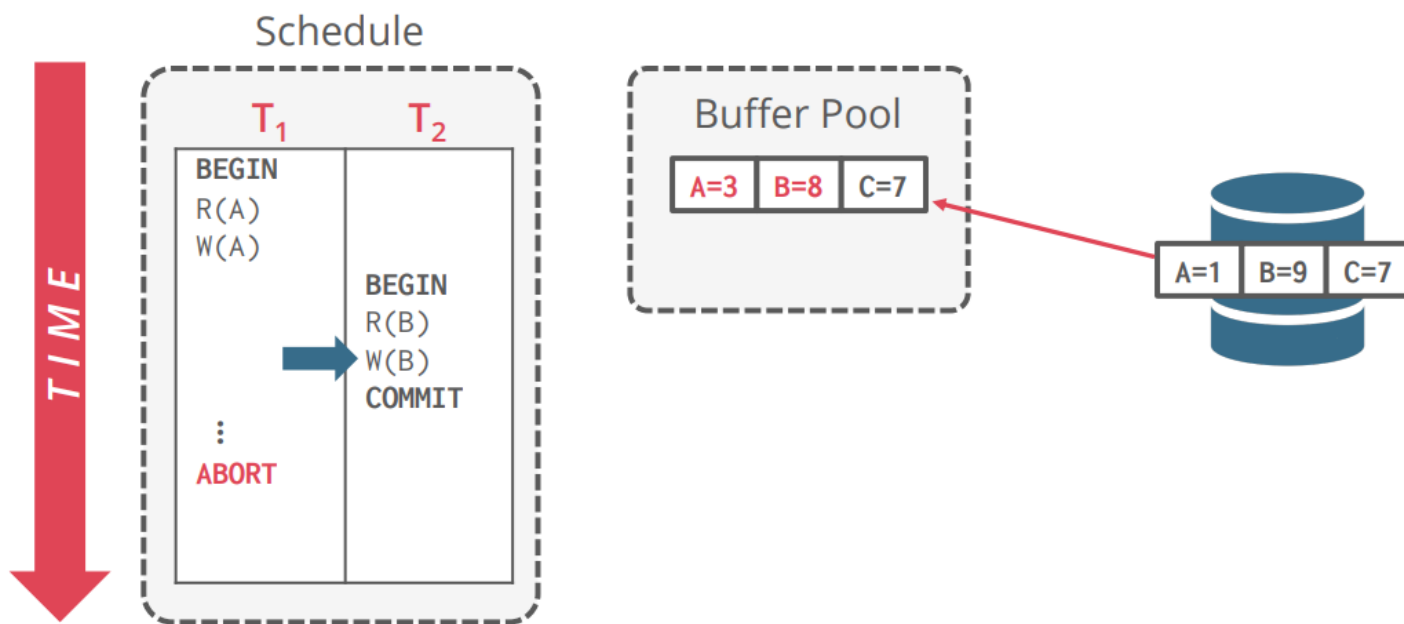 Schedule
TIME
T1 T2
BEGIN
R(A)
W(A)
BEGIN
R(B)
W(B)
COMMIT
⋮
ABORT
Buffer Pool
A=3 B=8 C=7
A=1 B=9 C=7